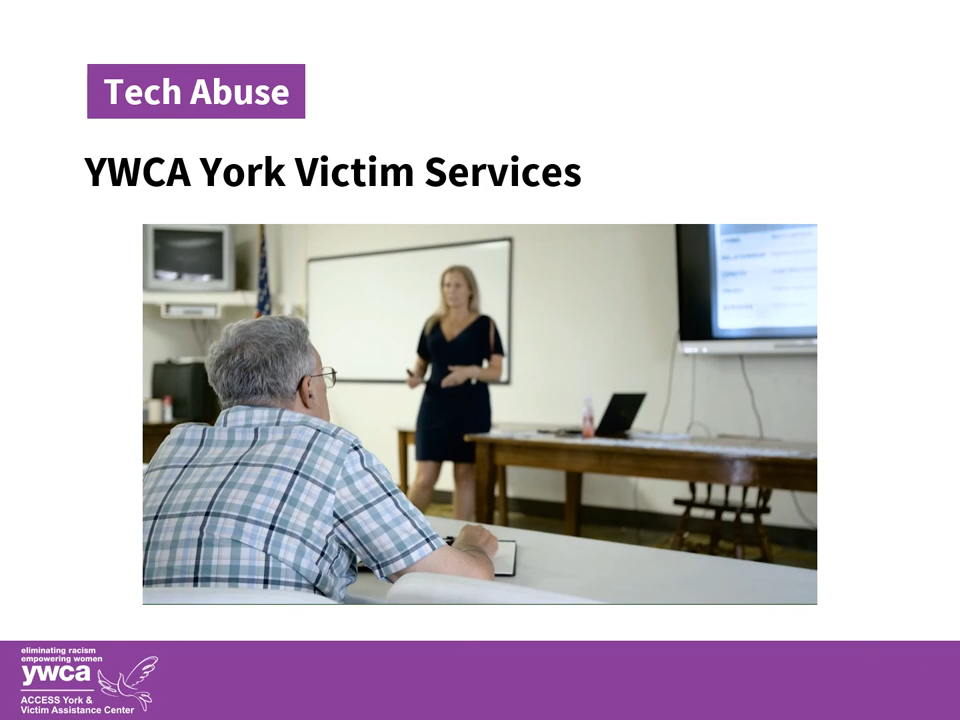 Tech Abuse
YWCA York Victim Services
eliminating racism
empowering women
ywca
ACCESS York &
Victim Assistance Center